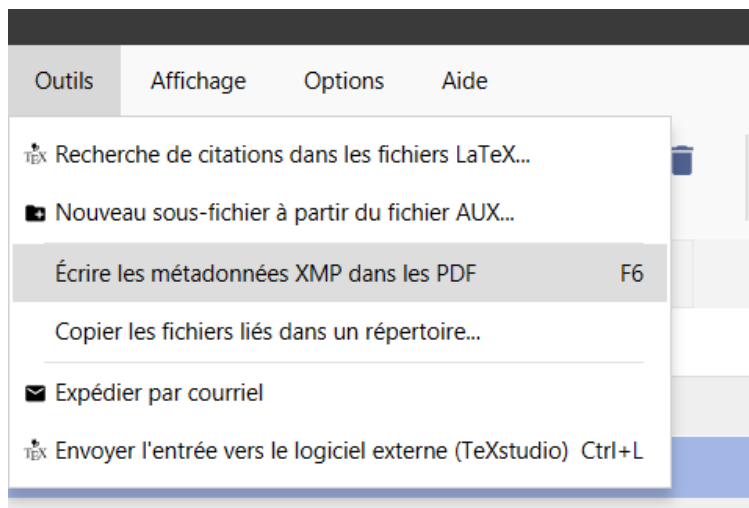 Outils Affichage Options Aide
TEX Recherche de citations dans les fichiers LaTeX...
Nouveau sous-fichier à partir du fichier AUX...
Écrire les métadonnées XMP dans les PDF F6
Copier les fichiers liés dans un répertoire...
Expédier par courriel
TEX Envoyer l'entrée vers le logiciel externe (TeXstudio) Ctrl+L